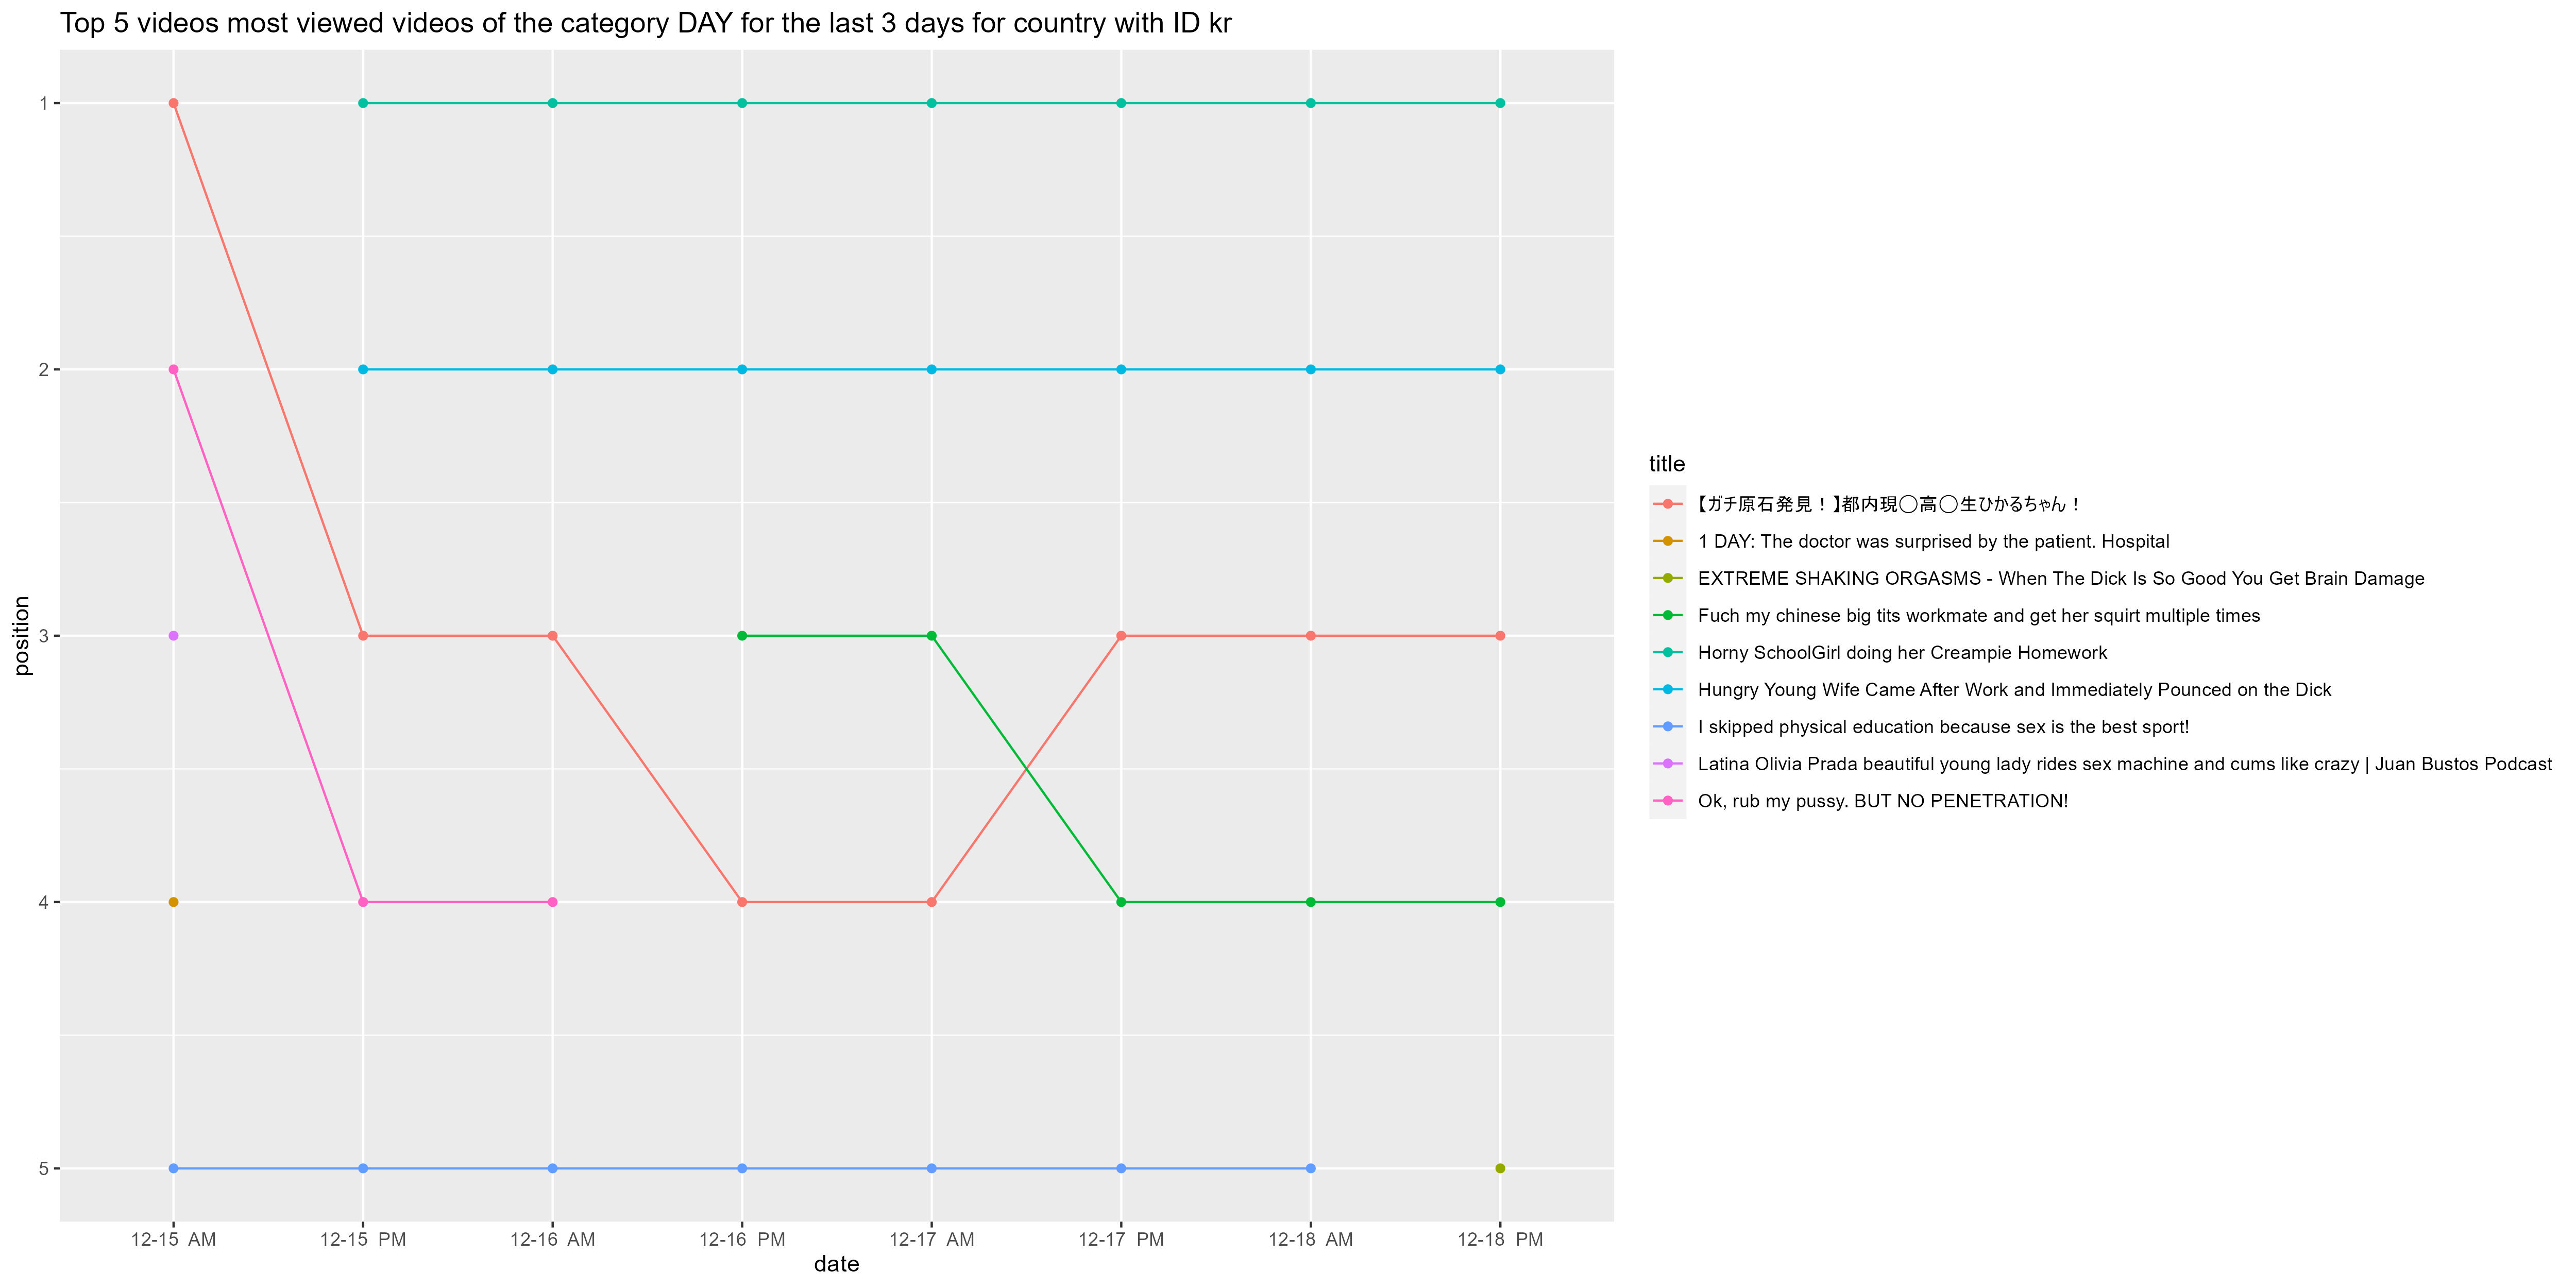 Top 5 videos most viewed videos of the category DAY for the last 3 days for country with ID kr
position
1
2
3
4
5
12-15 AM
12-15 PM
12-16 AM
12-16 PM
12-17 AM
12-17 PM
12-18 AM
12-18 PM
date
title
【ガチ原石発見！】都内現◯高◯生ひかるちゃん！
1 DAY: The doctor was surprised by the patient. Hospital
EXTREME SHAKING ORGASMS - When The Dick Is So Good You Get Brain Damage
Fuch my chinese big tits workmate and get her squirt multiple times
Horny SchoolGirl doing her Creampie Homework
Hungry Young Wife Came After Work and Immediately Pounced on the Dick
I skipped physical education because sex is the best sport!
Latina Olivia Prada beautiful young lady rides sex machine and cums like crazy | Juan Bustos Podcast
Ok, rub my pussy. BUT NO PENETRATION!